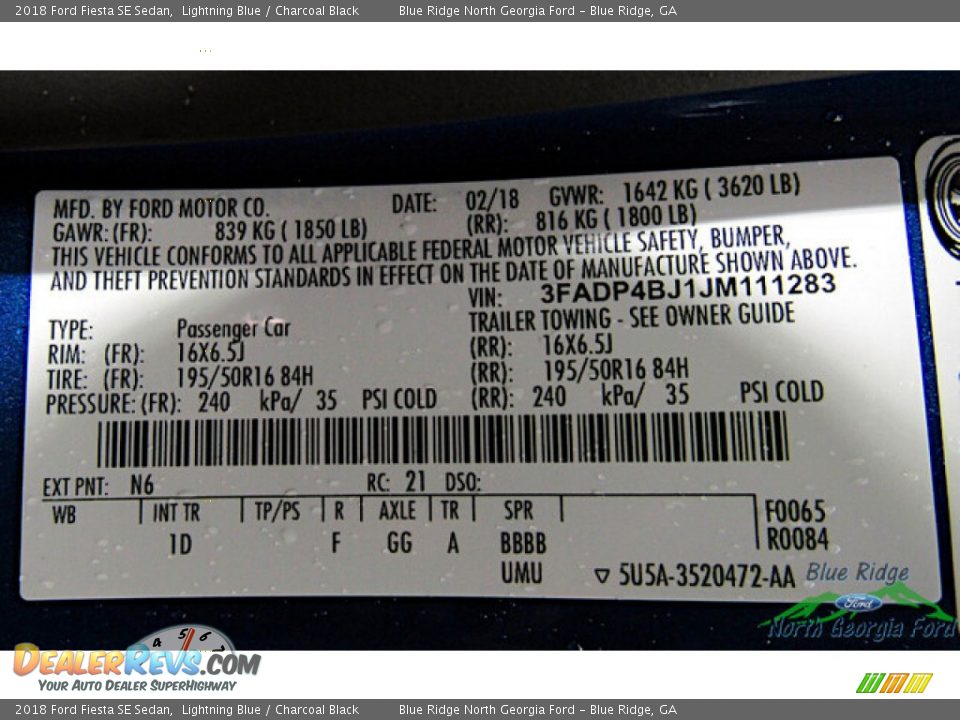 2018 Ford Fiesta SE Sedan, Lightning Blue / Charcoal Black Blue Ridge North Georgia Ford - Blue Ridge, GA
...
MFD. BY FORD MOTOR CO. DATE: 02/18 GVWR: 1642 KG ( 3620 LB)
GAWR: (FR): 839 KG ( 1850 LB) (RR): 816 KG ( 1800 LB)
THIS VEHICLE CONFORMS TO ALL APPLICABLE FEDERAL MOTOR VEHICLE SAFETY, BUMPER,
AND THEFT PREVENTION STANDARDS IN EFFECT ON THE DATE OF MANUFACTURE SHOWN ABOVE.
VIN: 3FADP4BJ1JM111283
TYPE: Passenger Car TRAILER TOWING - SEE OWNER GUIDE
RIM: (FR): 16X6.5J (RR): 16X6.5J
TIRE: (FR): 195/50R16 84H (RR): 195/50R16 84H
PRESSURE: (FR): 240 kPa/ 35 PSI COLD (RR): 240 kPa/ 35 PSI COLD
EXT PNT: N6 RC: 21 DSO:
WB INT TR TP/PS R AXLE TR SPR F0065
1D F GG A BBBB R0084
UMU 5U5A-3520472-AA
Blue Ridge
Ford
North Georgia Ford
4 5 6 7
DEALERREVS.COM
YOUR AUTO DEALER SUPERHIGHWAY
2018 Ford Fiesta SE Sedan, Lightning Blue / Charcoal Black Blue Ridge North Georgia Ford - Blue Ridge, GA